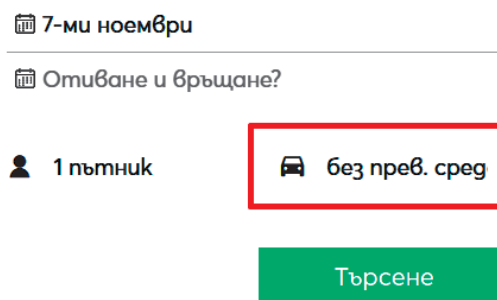 7-ми ноември
Отиване и връщане?
1 пътник
без прев. сред
Търсене